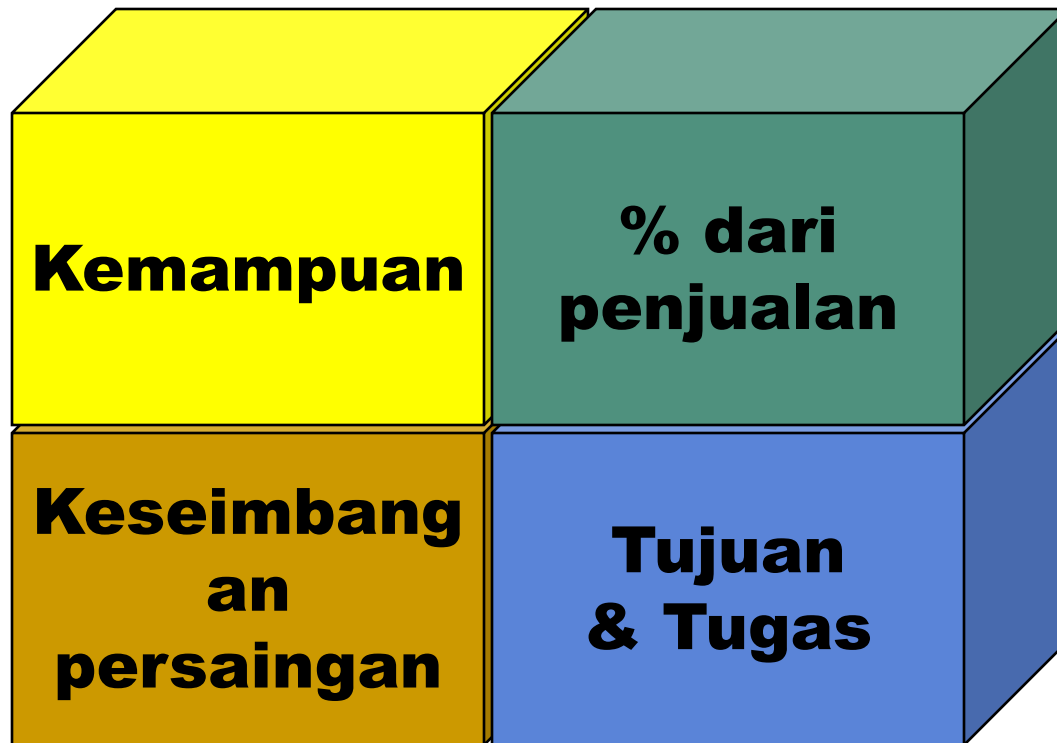 Kemampuan
% dari
penjualan
Keseimbang
an
persaingan
Tujuan
& Tugas